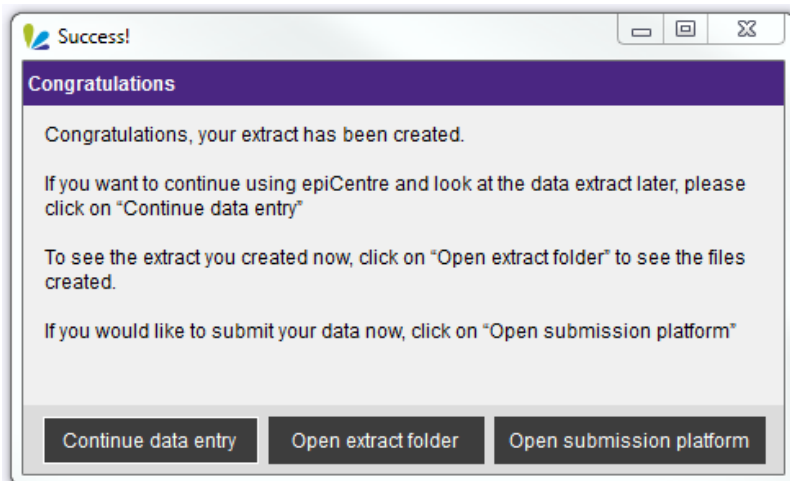 Success!
Congratulations
Congratulations, your extract has been created.
If you want to continue using epiCentre and look at the data extract later, please
click on “Continue data entry”
To see the extract you created now, click on “Open extract folder” to see the files
created.
If you would like to submit your data now, click on “Open submission platform”
Continue data entry
Open extract folder
Open submission platform